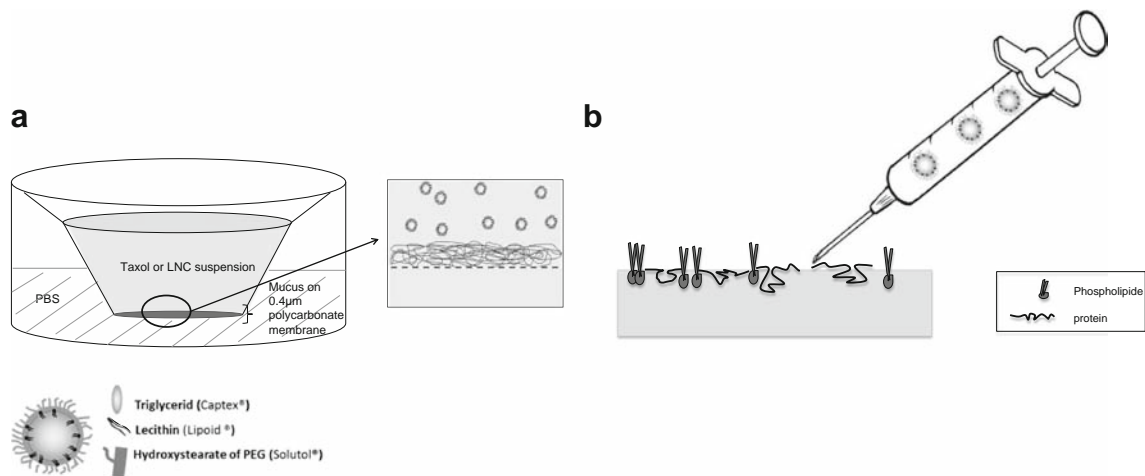 a
b
Taxol or LNC suspension
PBS
Mucus on
0.4μm
polycarbonate
membrane
Phospholipide
protein
Triglycerid (Captex®)
Lecithin (Lipoid ®)
Hydroxystearate of PEG (Solutol®)